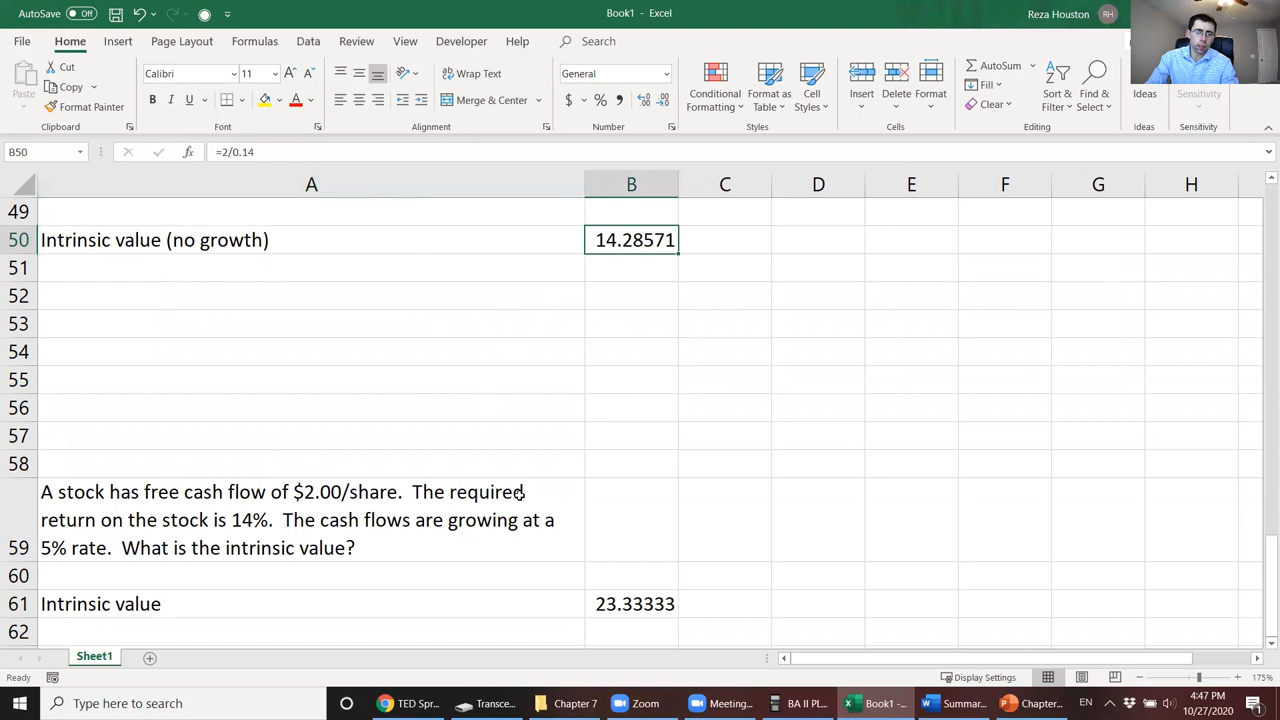 AutoSave Off
Book1 - Excel
Reza Houston RH
File Home Insert Page Layout Formulas Data Review View Developer Help Search
Paste
Cut
Copy
Format Painter
Clipboard
Calibri 11
B I U
Font
Wrap Text
Merge & Center
Alignment
General
$ % ,
Number
Conditional Formatting
Format as Table
Cell Styles
Styles
Insert Delete Format
Cells
AutoSum
Fill
Clear
Sort & Filter
Find & Select
Editing
Ideas
Ideas
Sensitivity
Sensitivity
B50 fx =2/0.14
A B C D E F G H
49
50 Intrinsic value (no growth) 14.28571
51
52
53
54
55
56
57
58
A stock has free cash flow of $2.00/share. The required
return on the stock is 14%. The cash flows are growing at a
59 5% rate. What is the intrinsic value?
60
61 Intrinsic value 23.33333
62
Sheet1
Ready Display Settings 175%
Type here to search
TED Spr...
Transce...
Chapter 7
Zoom
Meeting...
BA II PL...
Book1 -...
Summar...
Chapter...
EN
4:47 PM
10/27/2020